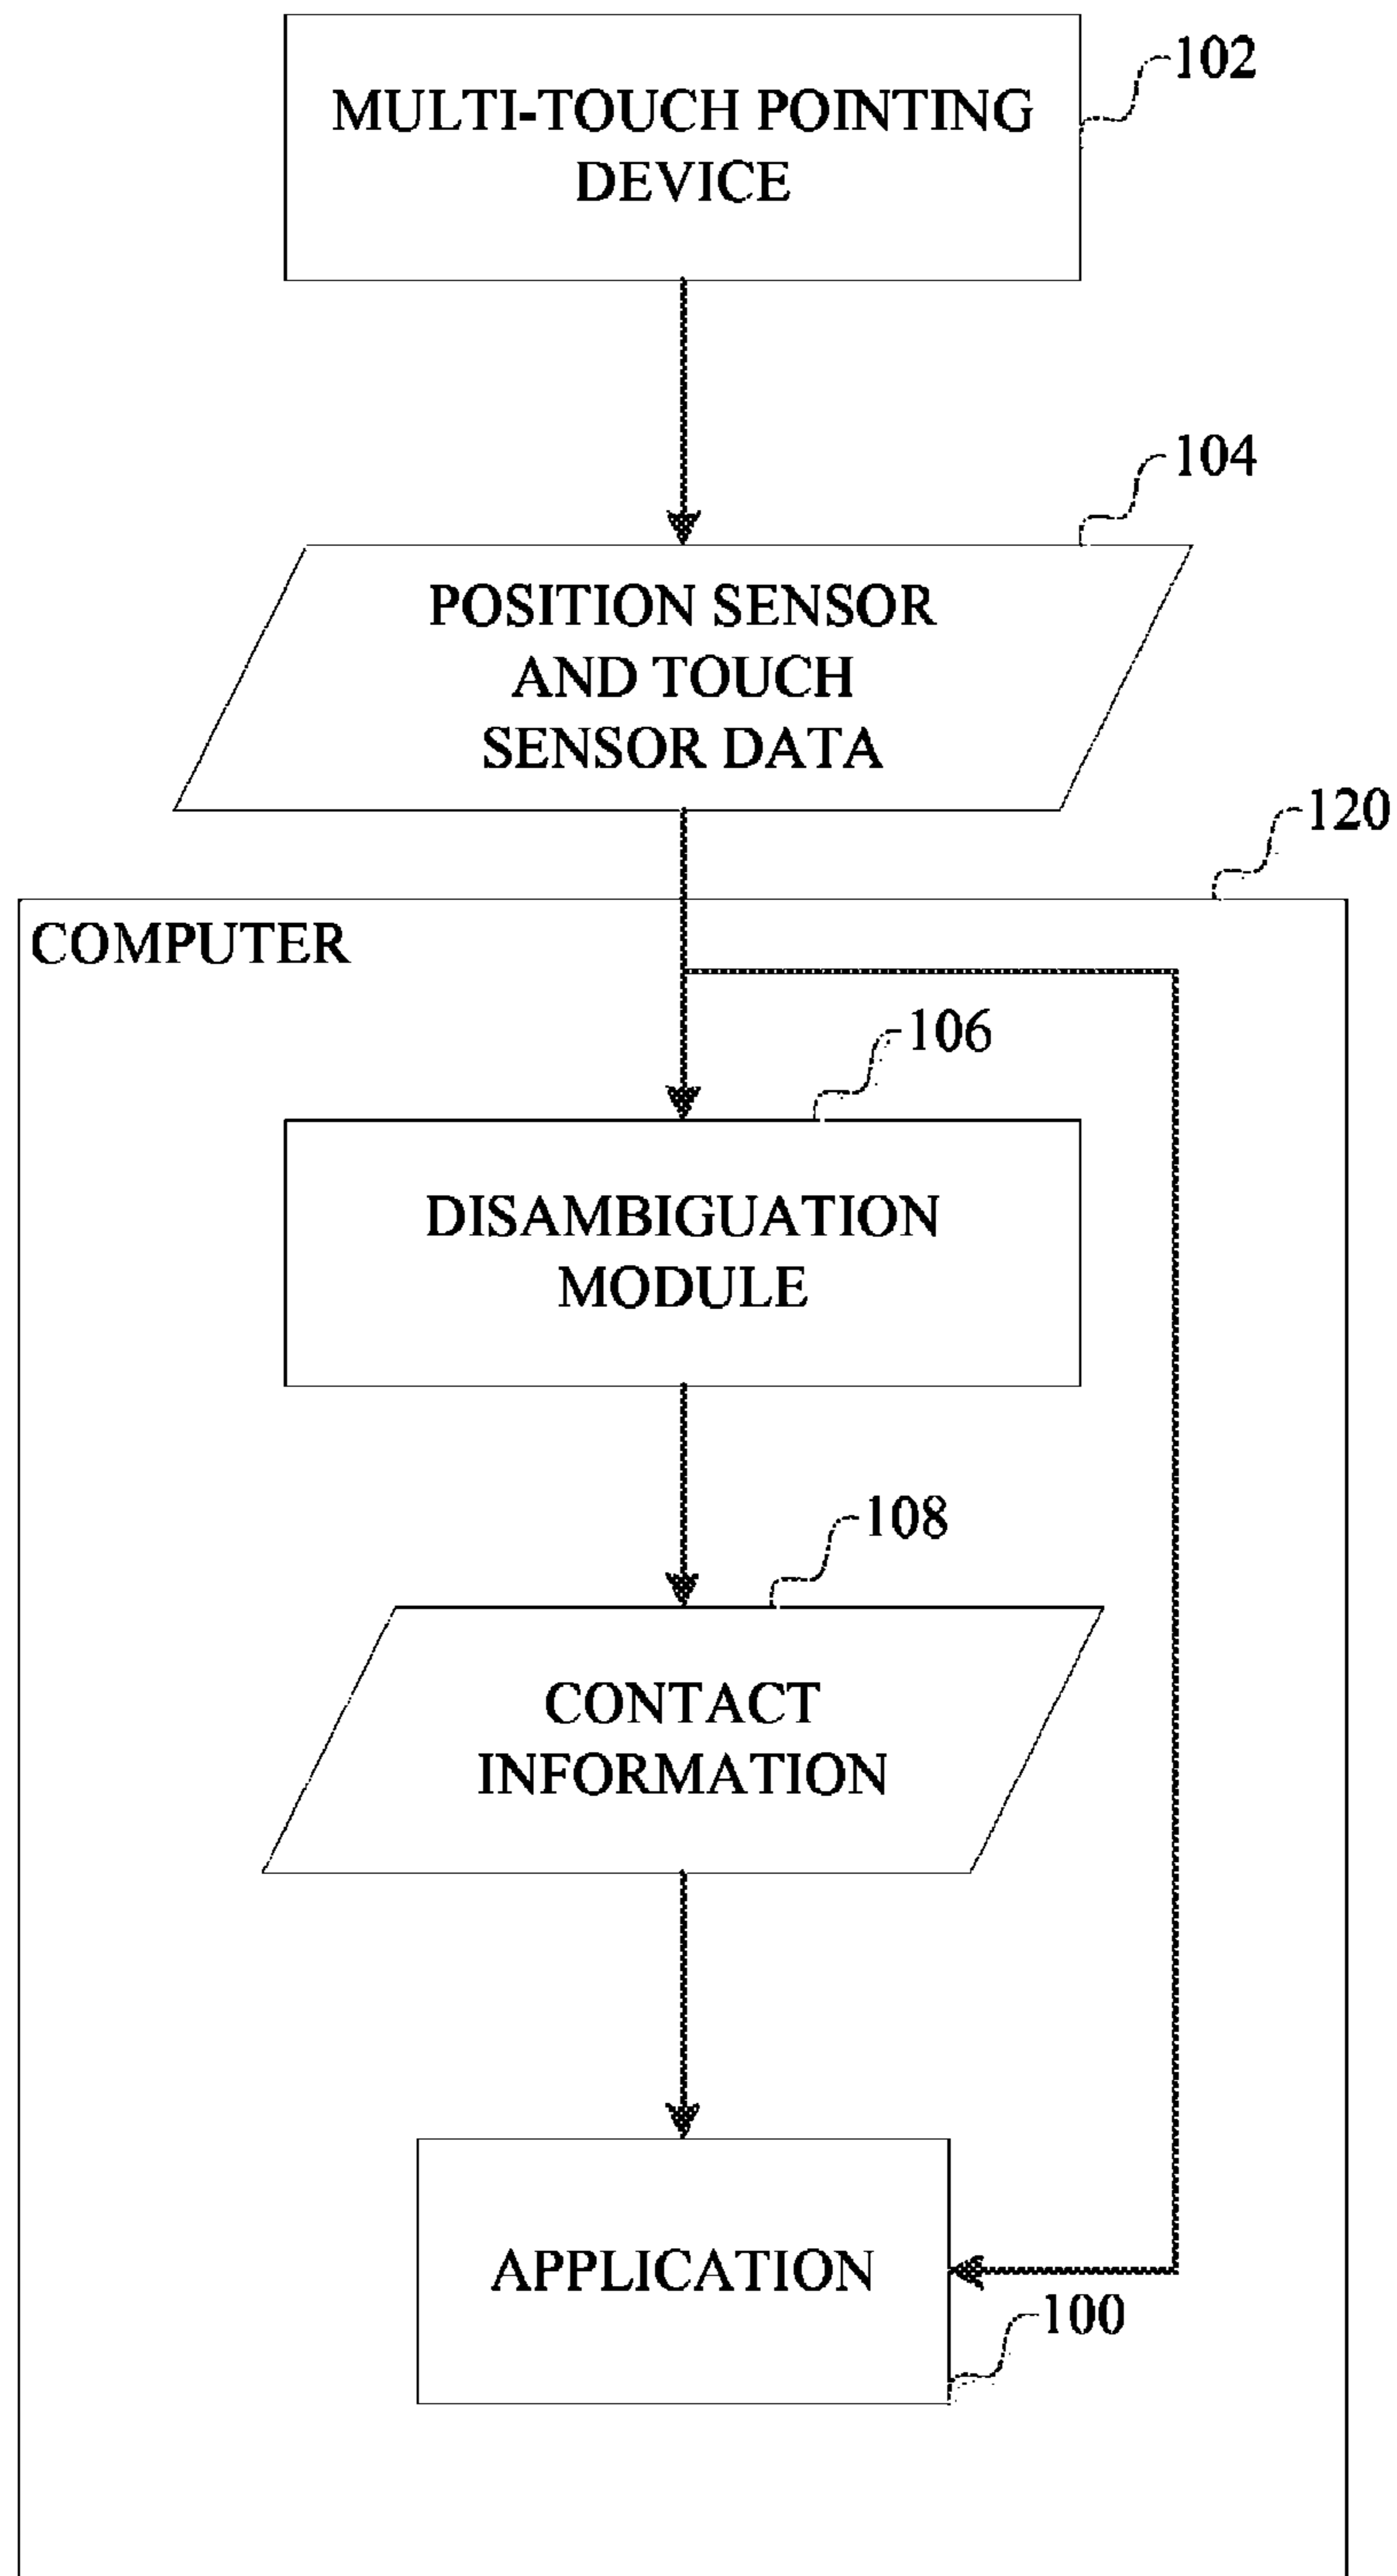 102
MULTI-TOUCH POINTING
DEVICE
104
POSITION SENSOR
AND TOUCH
SENSOR DATA
120
COMPUTER
106
DISAMBIGUATION
MODULE
108
CONTACT
INFORMATION
APPLICATION
100